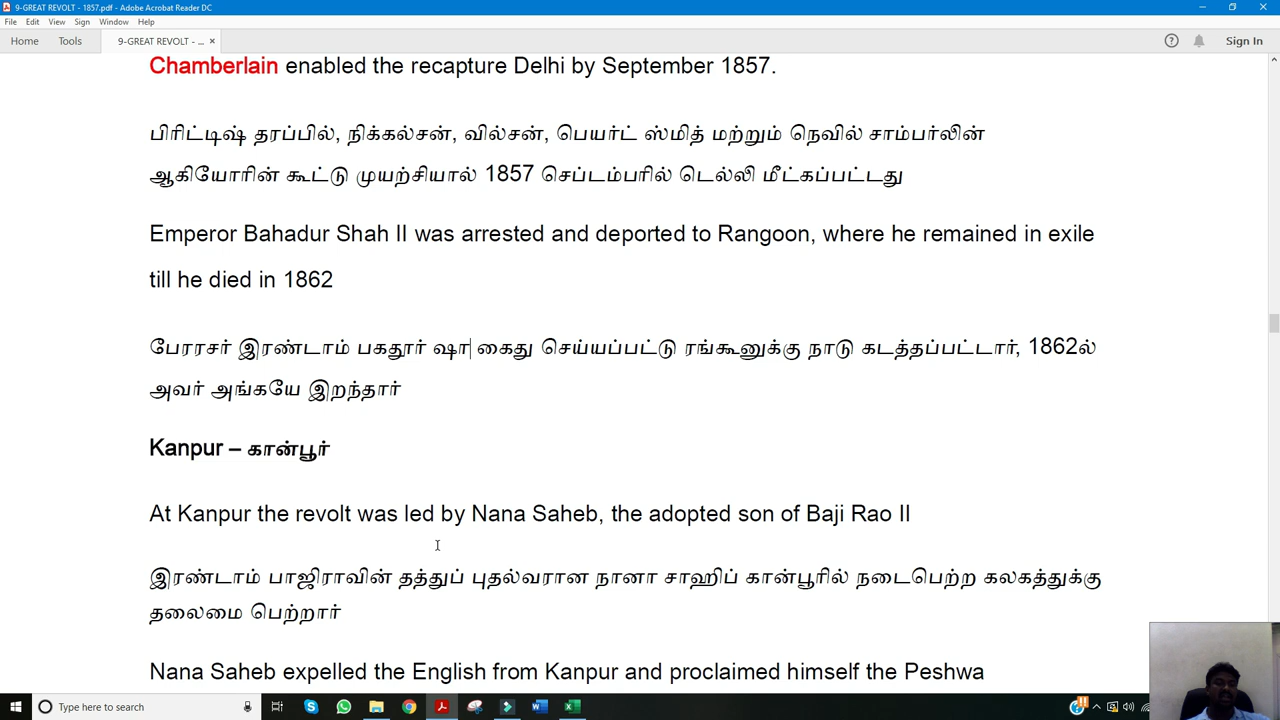 9-GREAT REVOLT - 1857.pdf - Adobe Acrobat Reader DC
File Edit View Sign Window Help
Home Tools 9-GREAT REVOLT - ... × Sign In
Chamberlain enabled the recapture Delhi by September 1857.
பிரிட்டிஷ் தரப்பில், நிக்கல்சன், வில்சன், பெயர்ட் ஸ்மித் மற்றும் நெவில் சாம்பர்லின்
ஆகியோரின் கூட்டு முயற்சியால் 1857 செப்டம்பரில் டெல்லி மீட்கப்பட்டது
Emperor Bahadur Shah II was arrested and deported to Rangoon, where he remained in exile
till he died in 1862
பேரரசர் இரண்டாம் பகதூர் ஷா கைது செய்யப்பட்டு ரங்கூனுக்கு நாடு கடத்தப்பட்டார், 1862ல்
அவர் அங்கயே இறந்தார்
Kanpur – கான்பூர்
At Kanpur the revolt was led by Nana Saheb, the adopted son of Baji Rao II
இரண்டாம் பாஜிராவின் தத்துப் புதல்வரான நானா சாஹிப் கான்பூரில் நடைபெற்ற கலகத்துக்கு
தலைமை பெற்றார்
Nana Saheb expelled the English from Kanpur and proclaimed himself the Peshwa
Type here to search